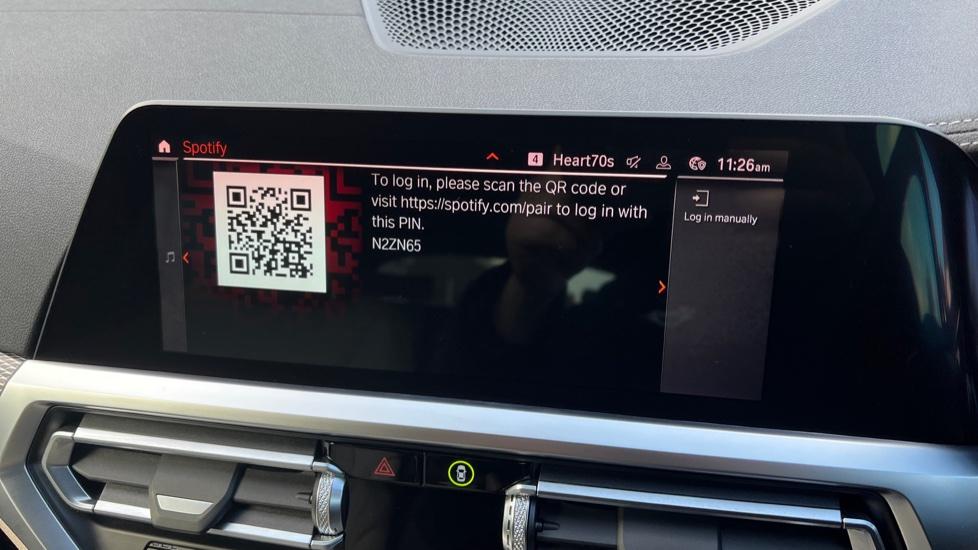 Spotify
4 Heart70s
11:26am
To log in, please scan the QR code or
visit https://spotify.com/pair to log in with
this PIN.
N2ZN65
Log in manually